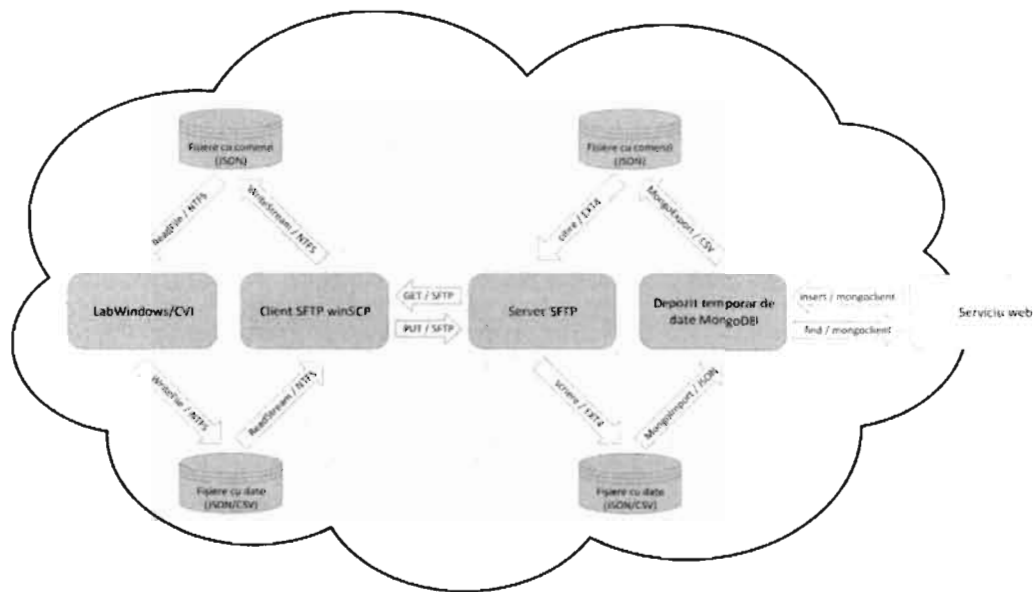 Fișiere cu comenzi
(JSON)
Fișiere cu comenzi
(JSON)
ReadFile / NTFS
WriteStream / NTFS
citire / EXT4
MongoExport / CSV
LabWindows/CVI
Client SFTP winSCP
GET / SFTP
PUT / SFTP
Server SFTP
Depozit temporar de
date MongoDB
insert / mongoclient
find / mongoclient
Serviciu web
WriteFile / NTFS
ReadStream / NTFS
scriere / EXT4
MongoImport / JSON
Fișiere cu date
(JSON/CSV)
Fișiere cu date
(JSON/CSV)